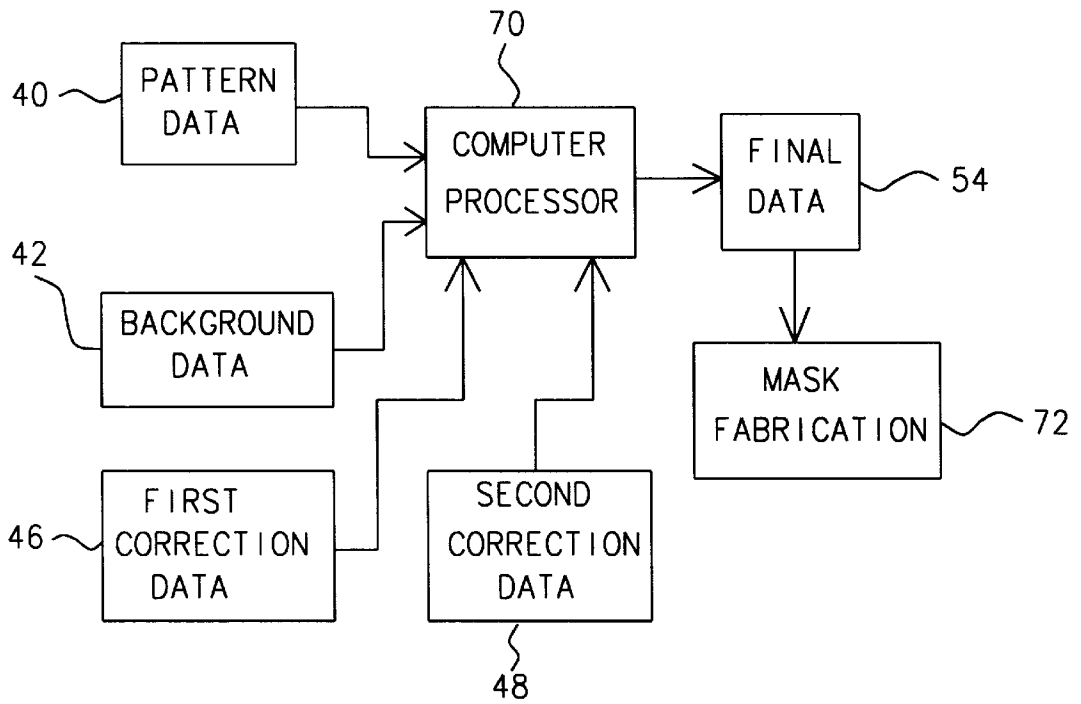 70
40
PATTERN
DATA
COMPUTER
PROCESSOR
FINAL
DATA
54
42
BACKGROUND
DATA
MASK
FABRICATION
72
46
FIRST
CORRECTION
DATA
SECOND
CORRECTION
DATA
48